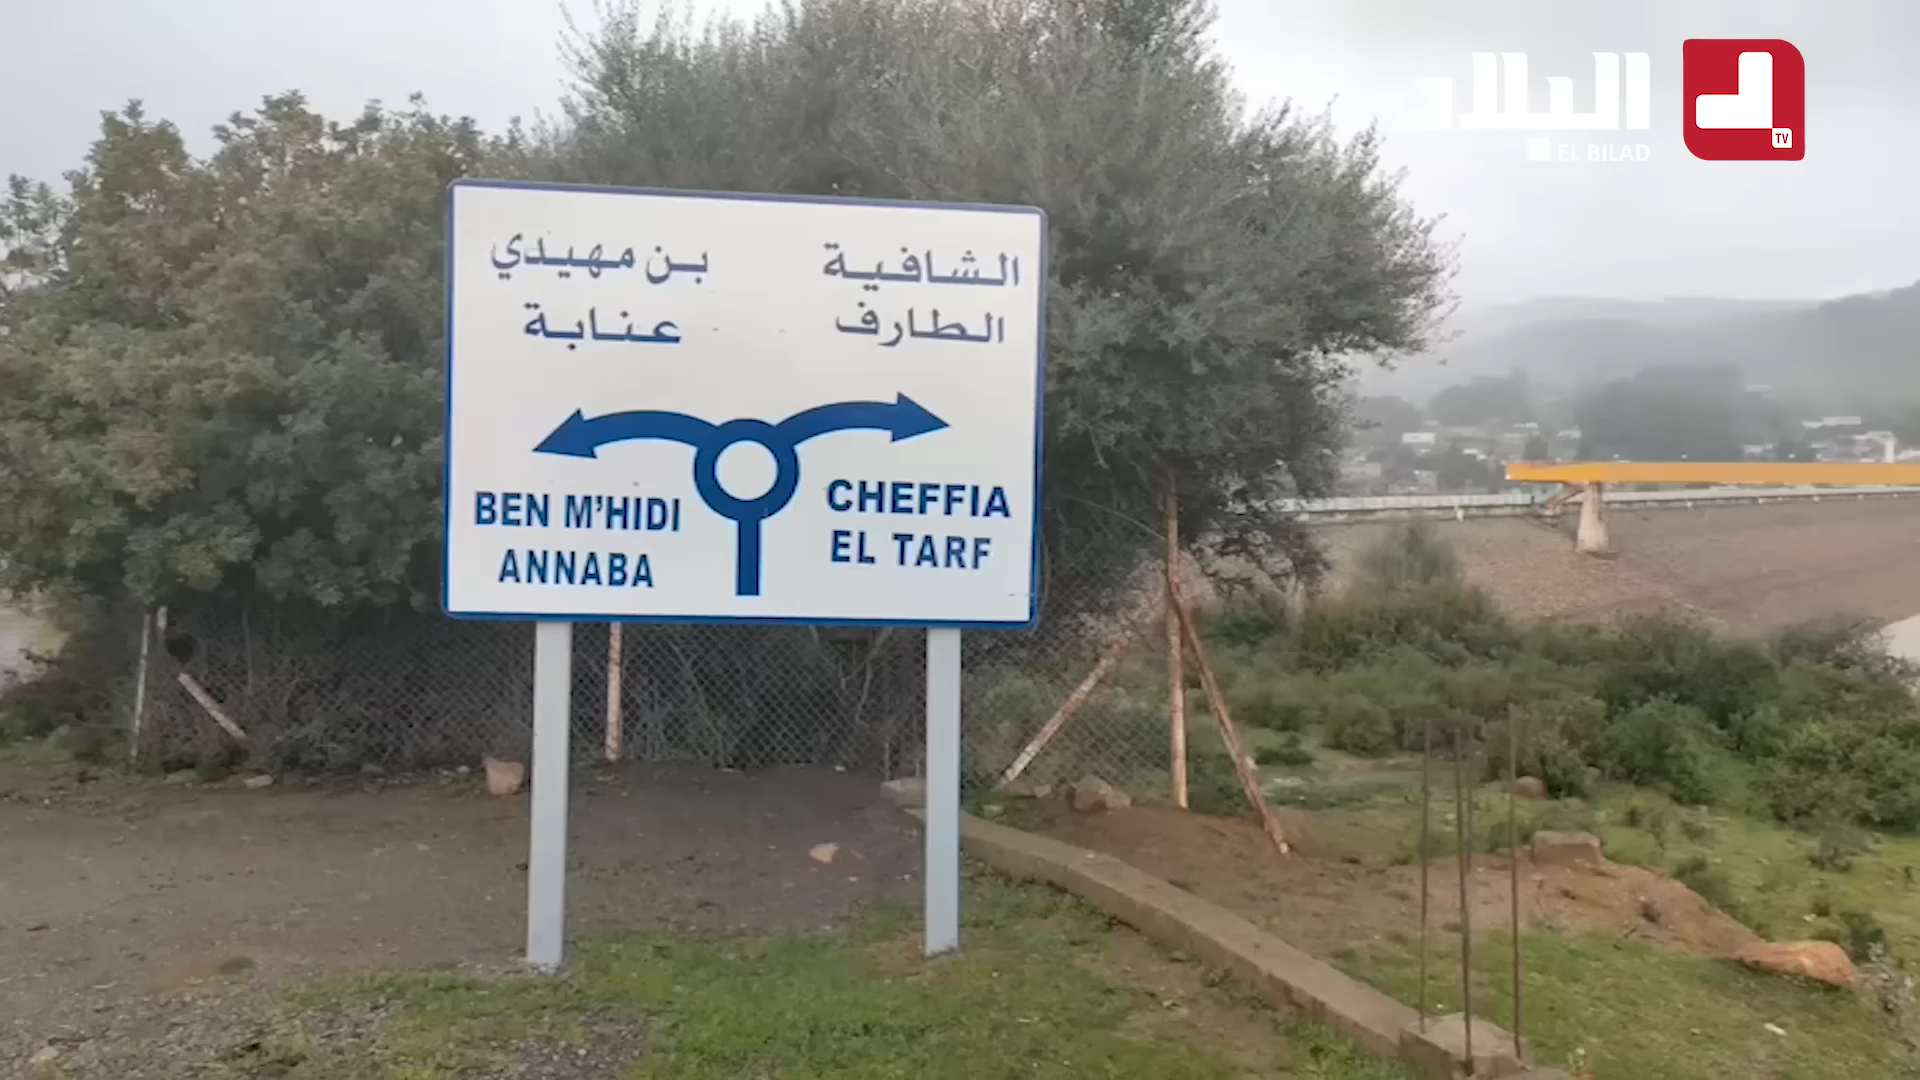 البلاد
EL BILAD
TV
الشافية
الطارف
بن مهيدي
عنابة
BEN M'HIDI
ANNABA
CHEFFIA
EL TARF